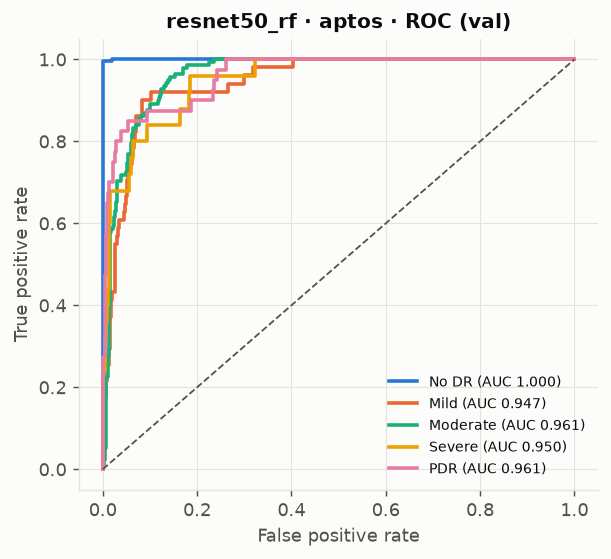 resnet50_rf · aptos · ROC (val)
True positive rate
1.0
0.8
0.6
0.4
0.2
0.0
No DR (AUC 1.000)
Mild (AUC 0.947)
Moderate (AUC 0.961)
Severe (AUC 0.950)
PDR (AUC 0.961)
0.0 0.2 0.4 0.6 0.8 1.0
False positive rate